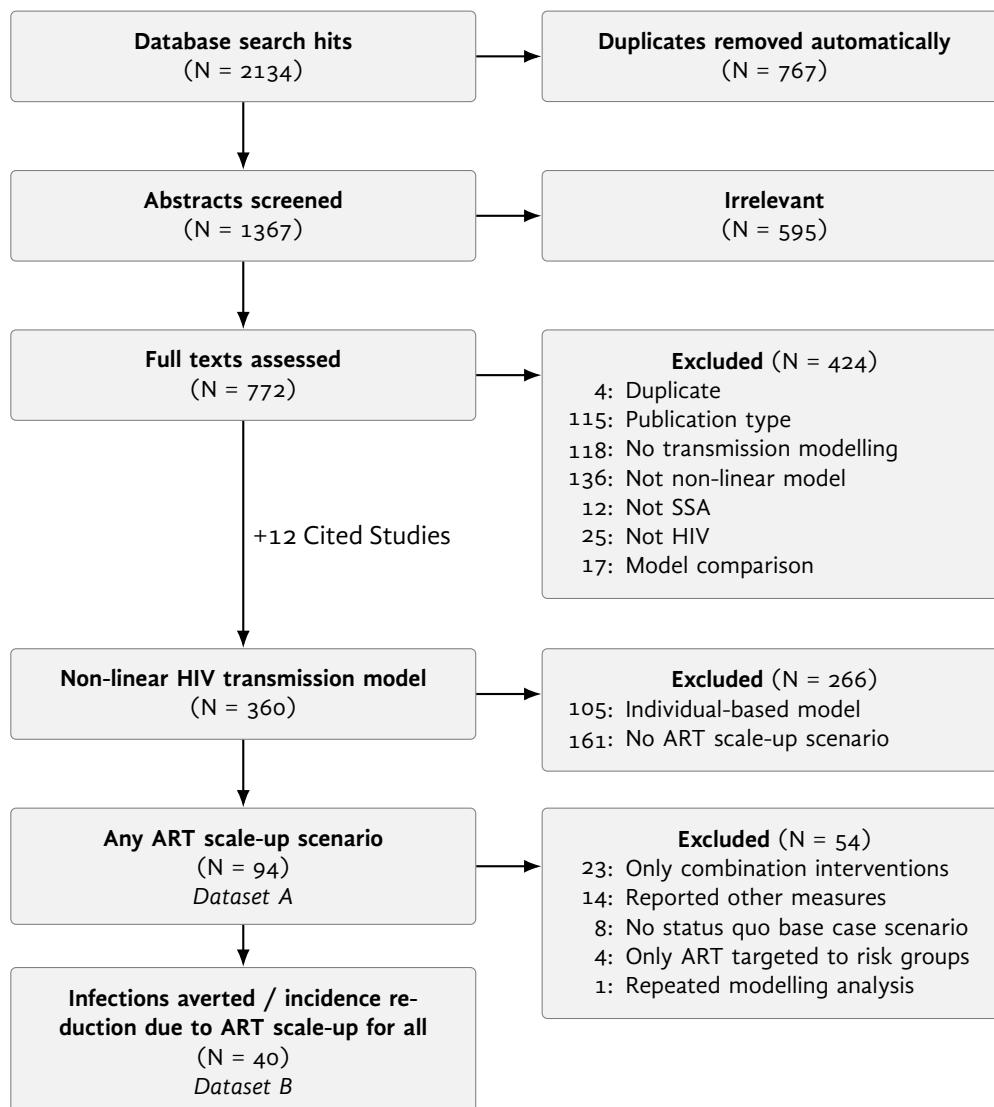 Database search hits
(N = 2134)
Duplicates removed automatically
(N = 767)
Abstracts screened
(N = 1367)
Irrelevant
(N = 595)
Full texts assessed
(N = 772)
Excluded (N = 424)
4: Duplicate
115: Publication type
118: No transmission modelling
136: Not non-linear model
12: Not SSA
25: Not HIV
17: Model comparison
+12 Cited Studies
Non-linear HIV transmission model
(N = 360)
Excluded (N = 266)
105: Individual-based model
161: No ART scale-up scenario
Any ART scale-up scenario
(N = 94)
Dataset A
Excluded (N = 54)
23: Only combination interventions
14: Reported other measures
8: No status quo base case scenario
4: Only ART targeted to risk groups
1: Repeated modelling analysis
Infections averted / incidence re-
duction due to ART scale-up for all
(N = 40)
Dataset B